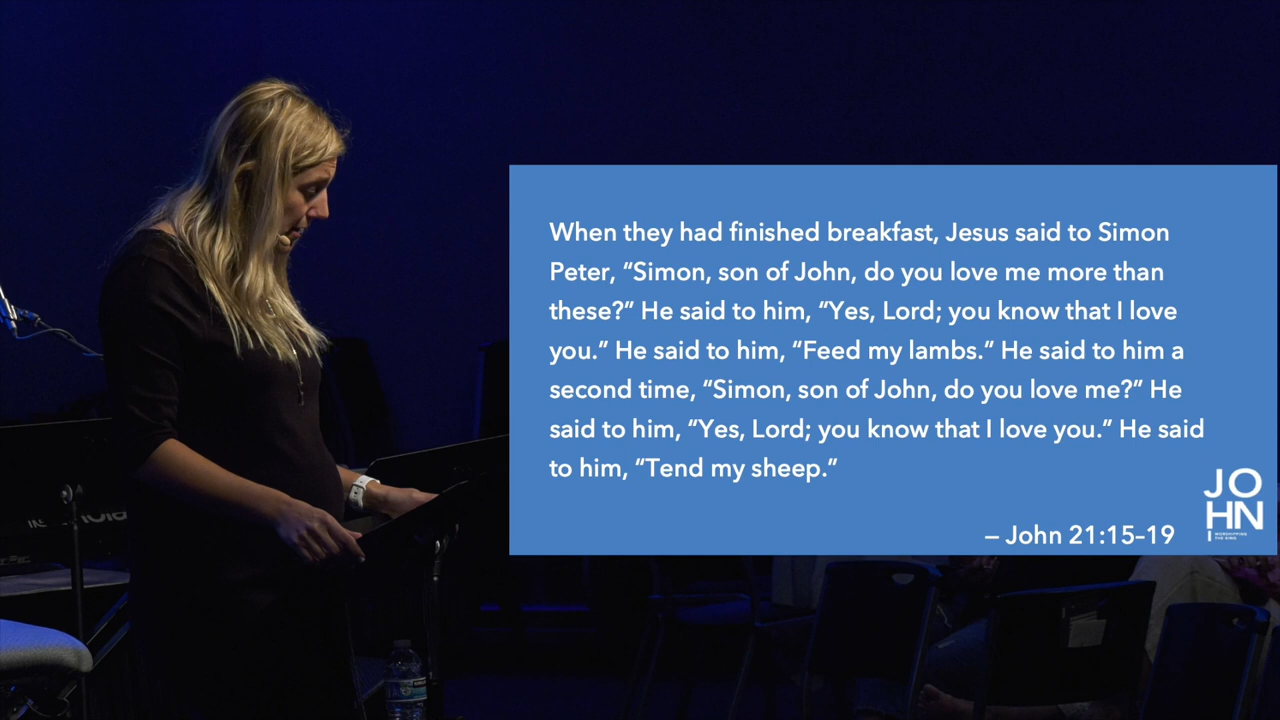 When they had finished breakfast, Jesus said to Simon
Peter, “Simon, son of John, do you love me more than
these?” He said to him, “Yes, Lord; you know that I love
you.” He said to him, “Feed my lambs.” He said to him a
second time, “Simon, son of John, do you love me?” He
said to him, “Yes, Lord; you know that I love you.” He said
to him, “Tend my sheep.”
– John 21:15–19
JO
HN
WORSHIPPING
THE KING